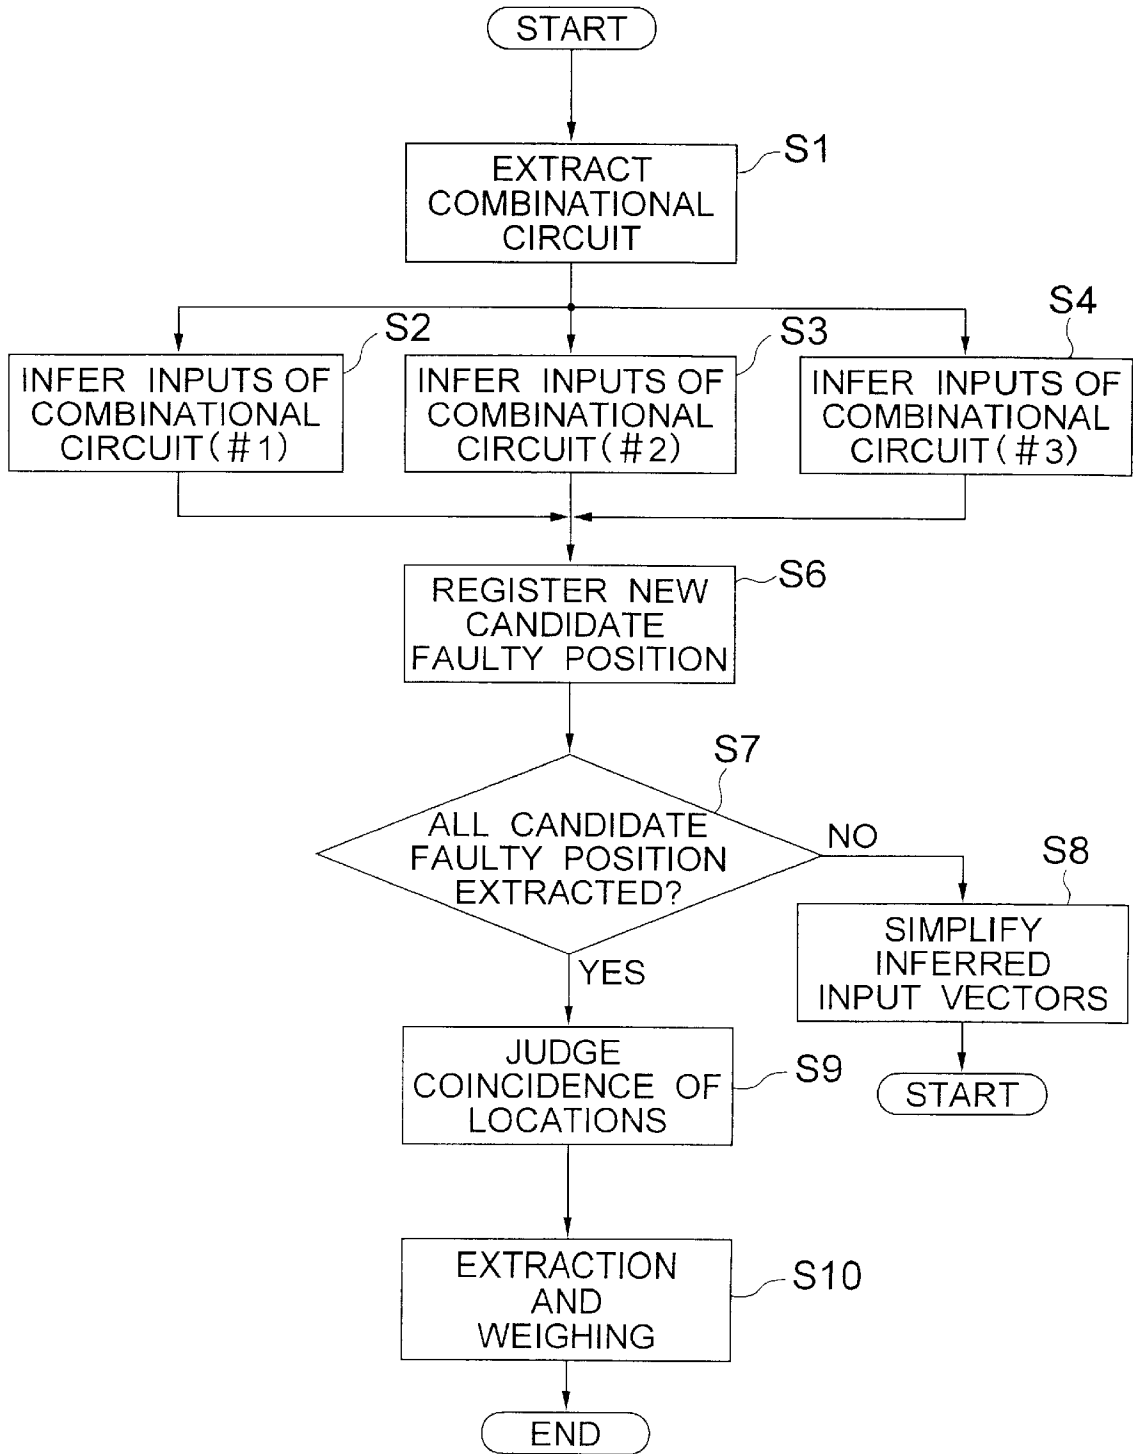 START
S1
EXTRACT
COMBINATIONAL
CIRCUIT
S2
S3
S4
INFER INPUTS OF
COMBINATIONAL
CIRCUIT(#1)
INFER INPUTS OF
COMBINATIONAL
CIRCUIT(#2)
INFER INPUTS OF
COMBINATIONAL
CIRCUIT(#3)
S6
REGISTER NEW
CANDIDATE
FAULTY POSITION
S7
ALL CANDIDATE
FAULTY POSITION
EXTRACTED?
NO
YES
S8
SIMPLIFY
INFERRED
INPUT VECTORS
START
S9
JUDGE
COINCIDENCE OF
LOCATIONS
S10
EXTRACTION
AND
WEIGHING
END